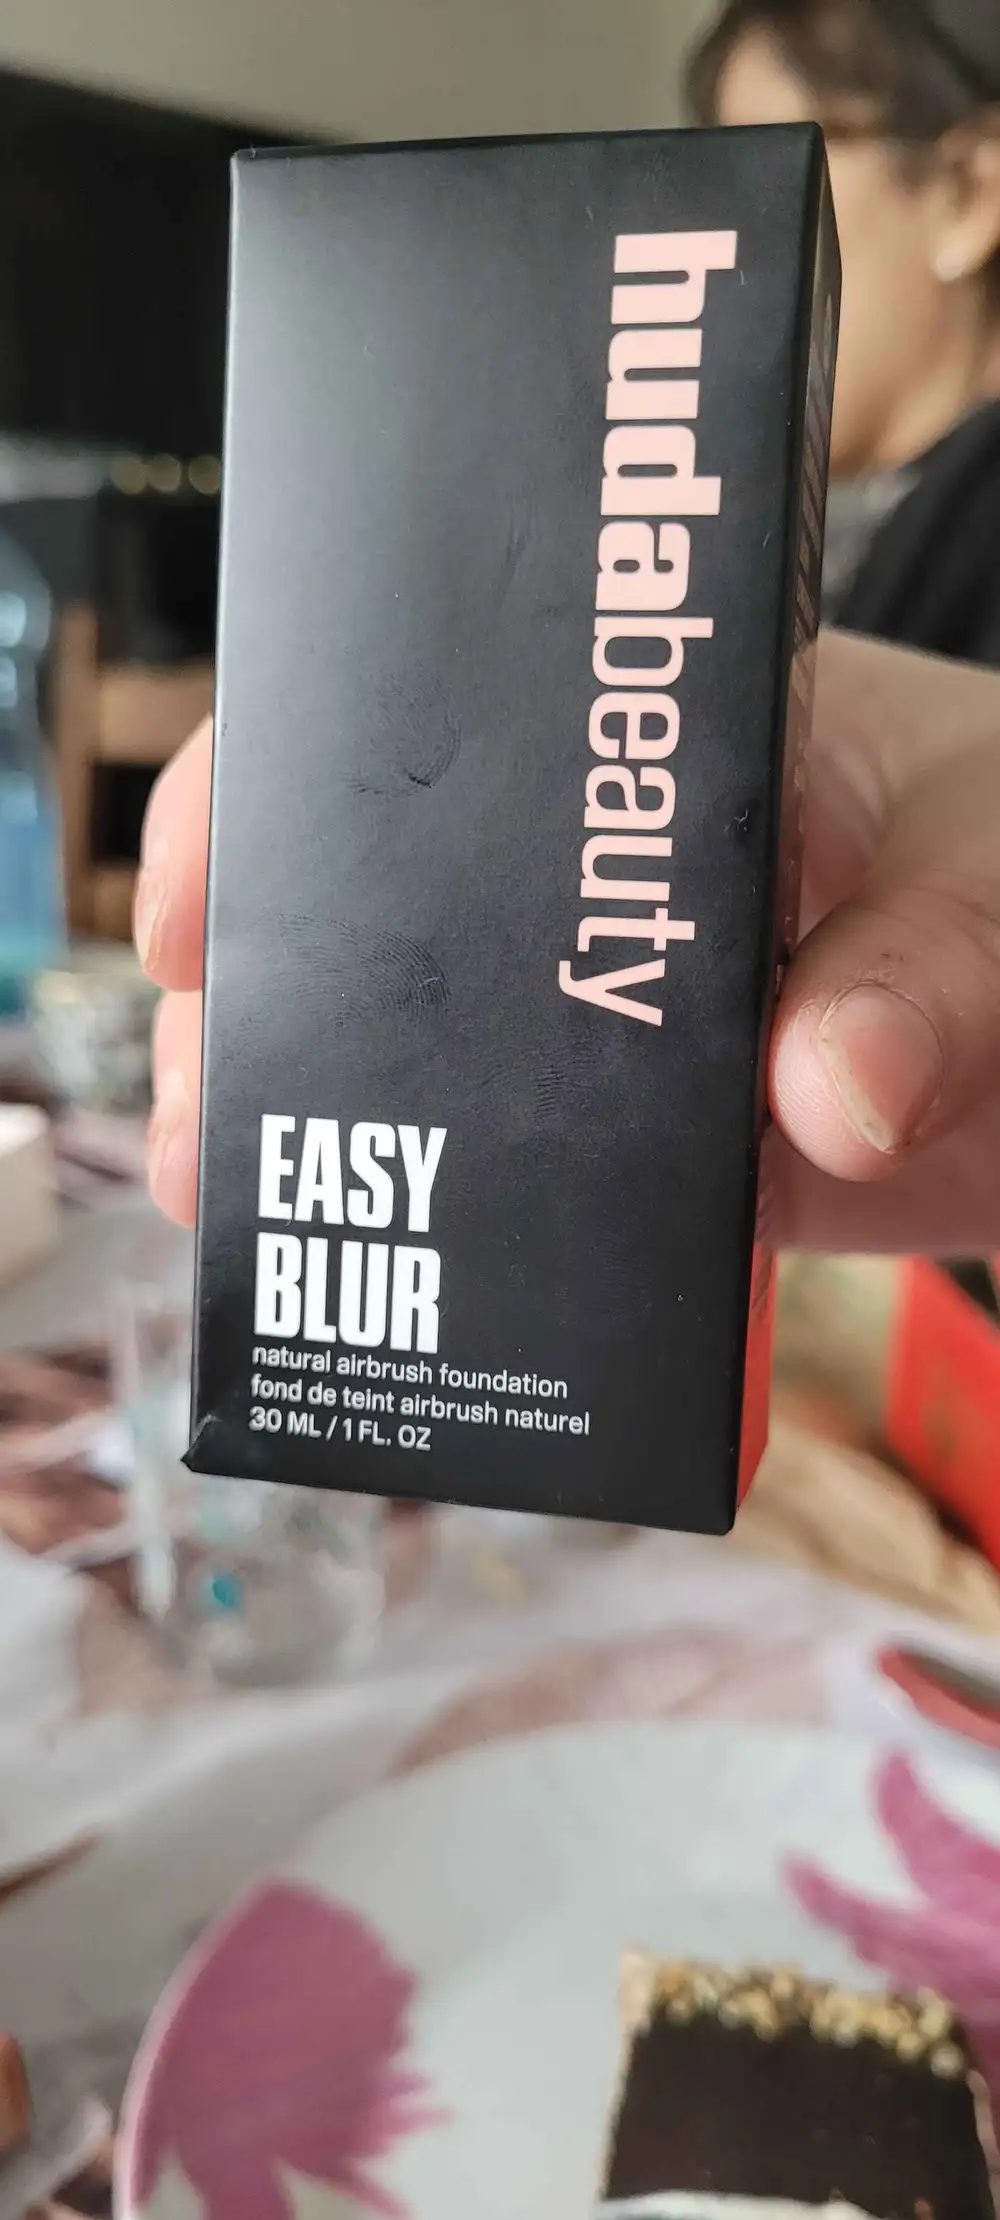 hudabeauty
EASY
BLUR
natural airbrush foundation
fond de teint airbrush naturel
30 ML / 1 FL. OZ